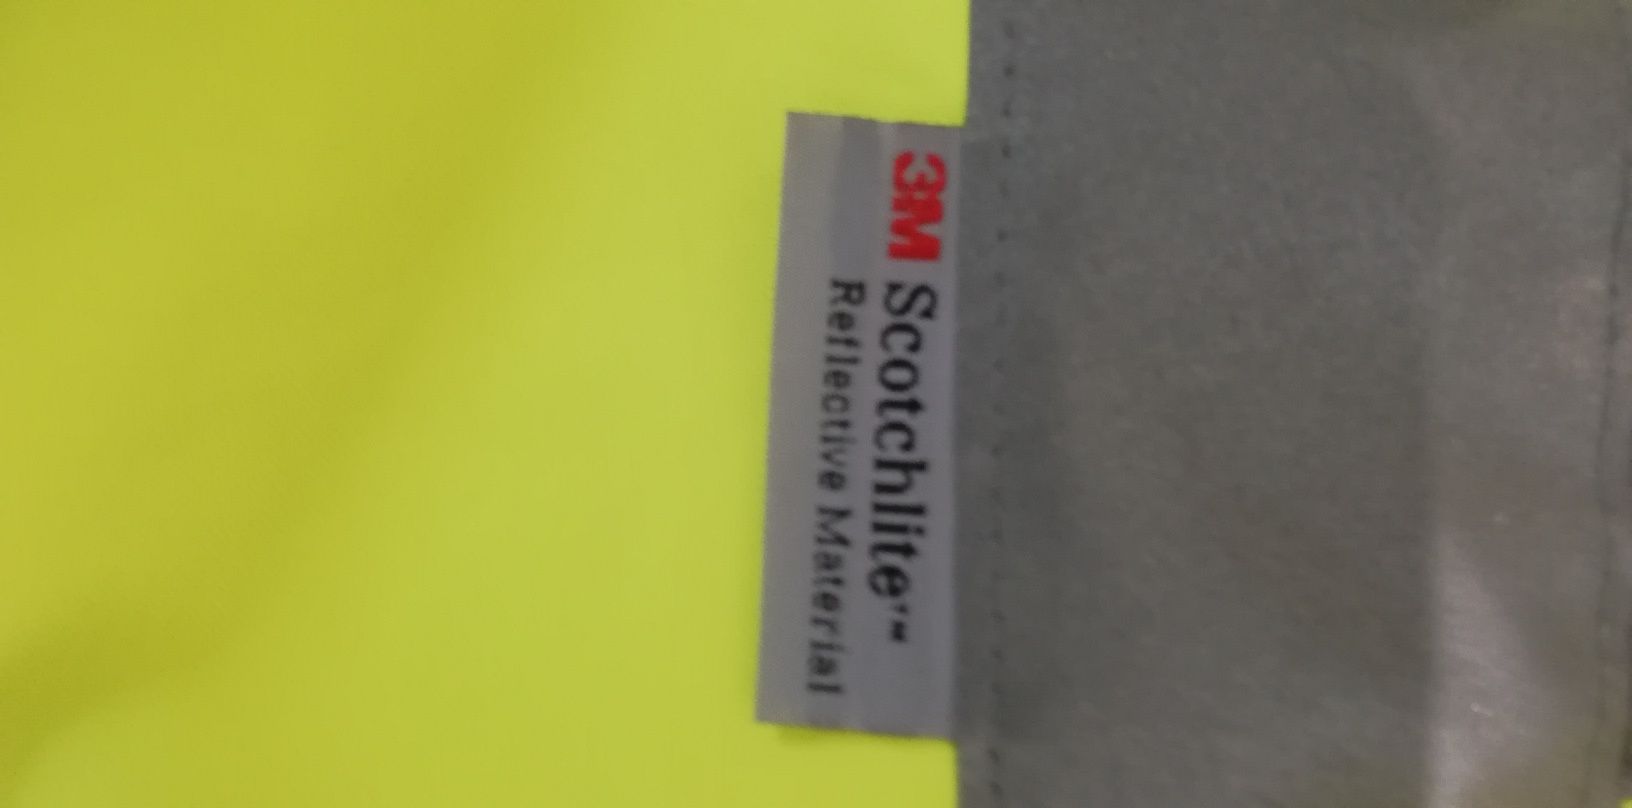 3M Scotchlite™
Reflective Material